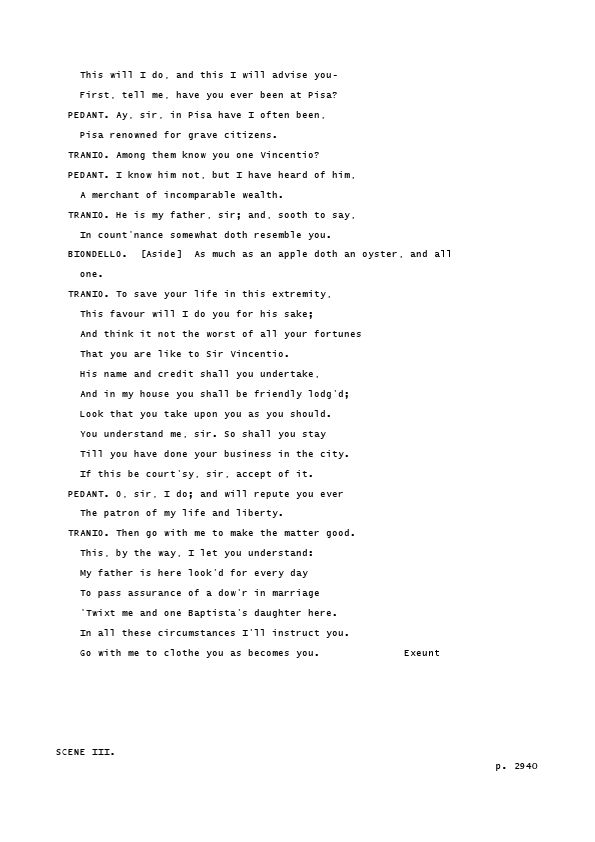 This will I do, and this I will advise you-
First, tell me, have you ever been at Pisa?
PEDANT. Ay, sir, in Pisa have I often been,
Pisa renowned for grave citizens.
TRANIO. Among them know you one Vincentio?
PEDANT. I know him not, but I have heard of him,
A merchant of incomparable wealth.
TRANIO. He is my father, sir; and, sooth to say,
In count'nance somewhat doth resemble you.
BIONDELLO.  [Aside]  As much as an apple doth an oyster, and all
one.
TRANIO. To save your life in this extremity,
This favour will I do you for his sake;
And think it not the worst of all your fortunes
That you are like to Sir Vincentio.
His name and credit shall you undertake,
And in my house you shall be friendly lodg'd;
Look that you take upon you as you should.
You understand me, sir. So shall you stay
Till you have done your business in the city.
If this be court'sy, sir, accept of it.
PEDANT. O, sir, I do; and will repute you ever
The patron of my life and liberty.
TRANIO. Then go with me to make the matter good.
This, by the way, I let you understand:
My father is here look'd for every day
To pass assurance of a dow'r in marriage
'Twixt me and one Baptista's daughter here.
In all these circumstances I'll instruct you.
Go with me to clothe you as becomes you.              Exeunt
SCENE III.
p. 2940